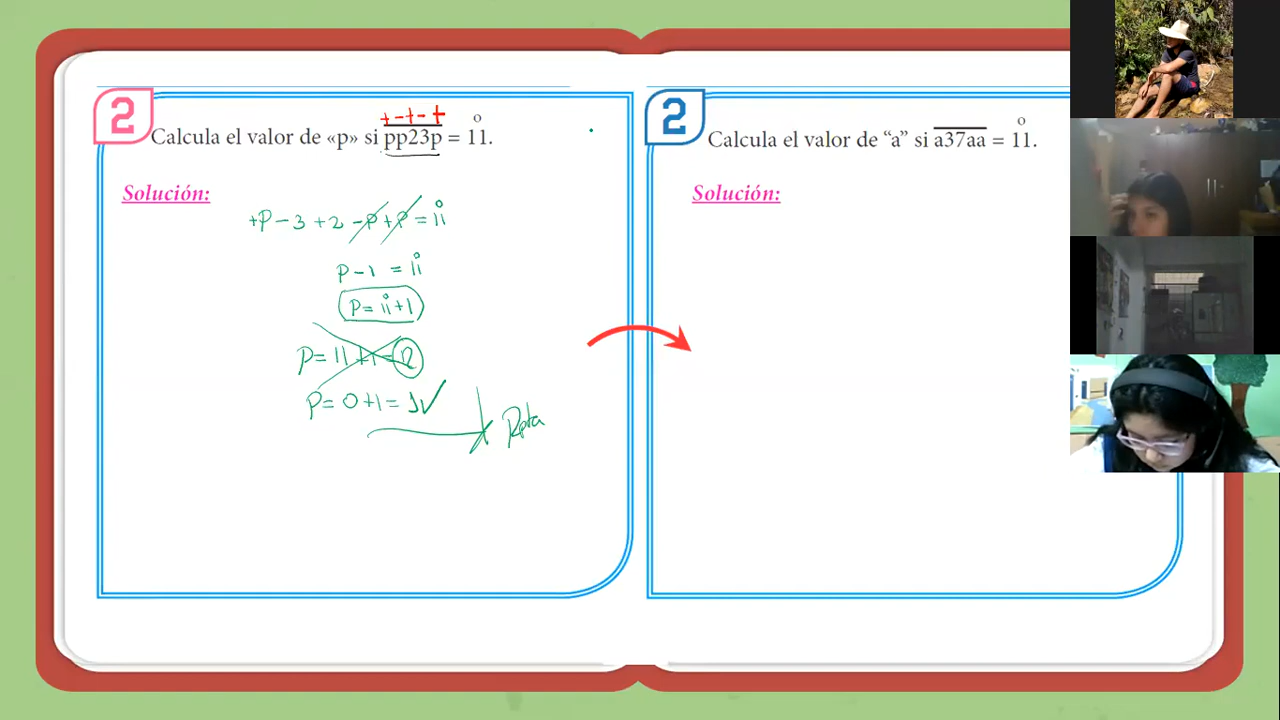 2
+ - + - +
Calcula el valor de «p» si pp23p = 11̊.
Solución:
+P - 3 + 2 - P + P = 11̊
P - 1 = 11̊
P = 11̊ + 1
P = 11 + 1 = 12
P = 0 + 1 = 1 ✓
Rpta
2
Calcula el valor de “a” si a37aa = 11̊.
Solución: